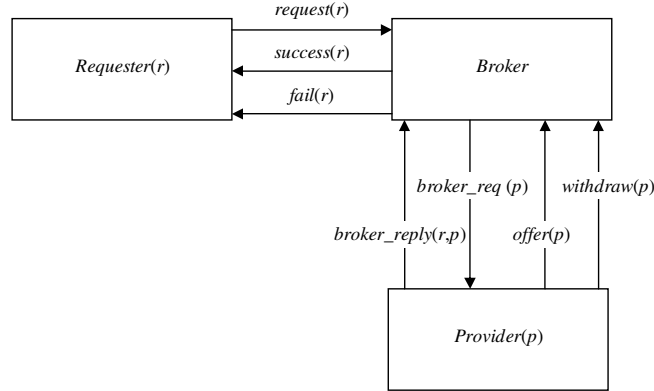 request(r)
Requester(r)
success(r)
Broker
fail(r)
broker_req (p)
withdraw(p)
broker_reply(r,p)
offer(p)
Provider(p)